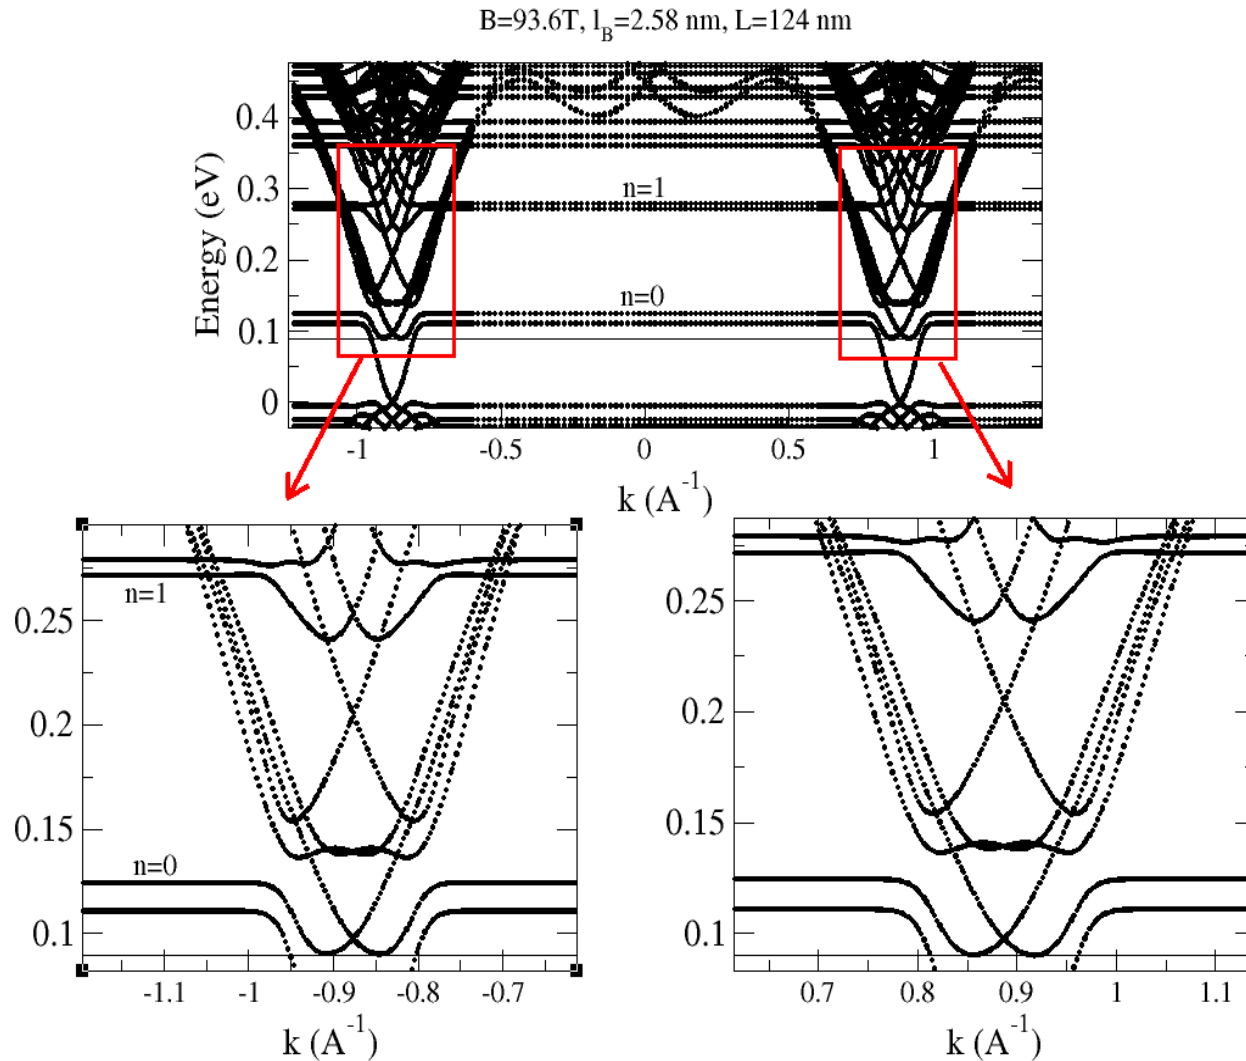 B=93.6T, l_B=2.58 nm, L=124 nm
Energy (eV)
0.4
0.3
0.2
0.1
0
n=1
n=0
-1 -0.5 0 0.5 1
k (A^-1)
0.25
0.2
0.15
0.1
n=1
n=0
-1.1 -1 -0.9 -0.8 -0.7
k (A^-1)
0.25
0.2
0.15
0.1
0.7 0.8 0.9 1 1.1
k (A^-1)